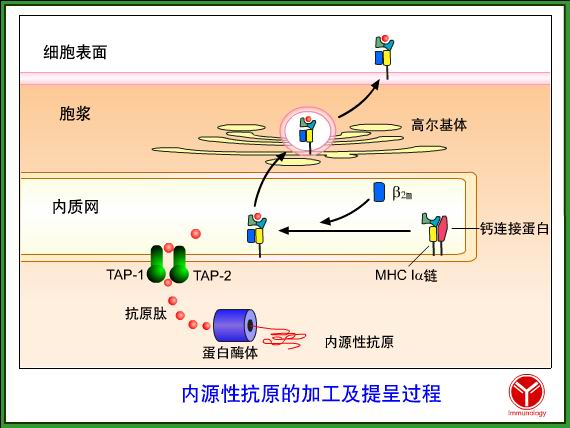 细胞表面
胞浆
高尔基体
内质网
β2m
钙连接蛋白
TAP-1
TAP-2
MHC Iα链
抗原肽
蛋白酶体
内源性抗原
内源性抗原的加工及提呈过程
Immunology